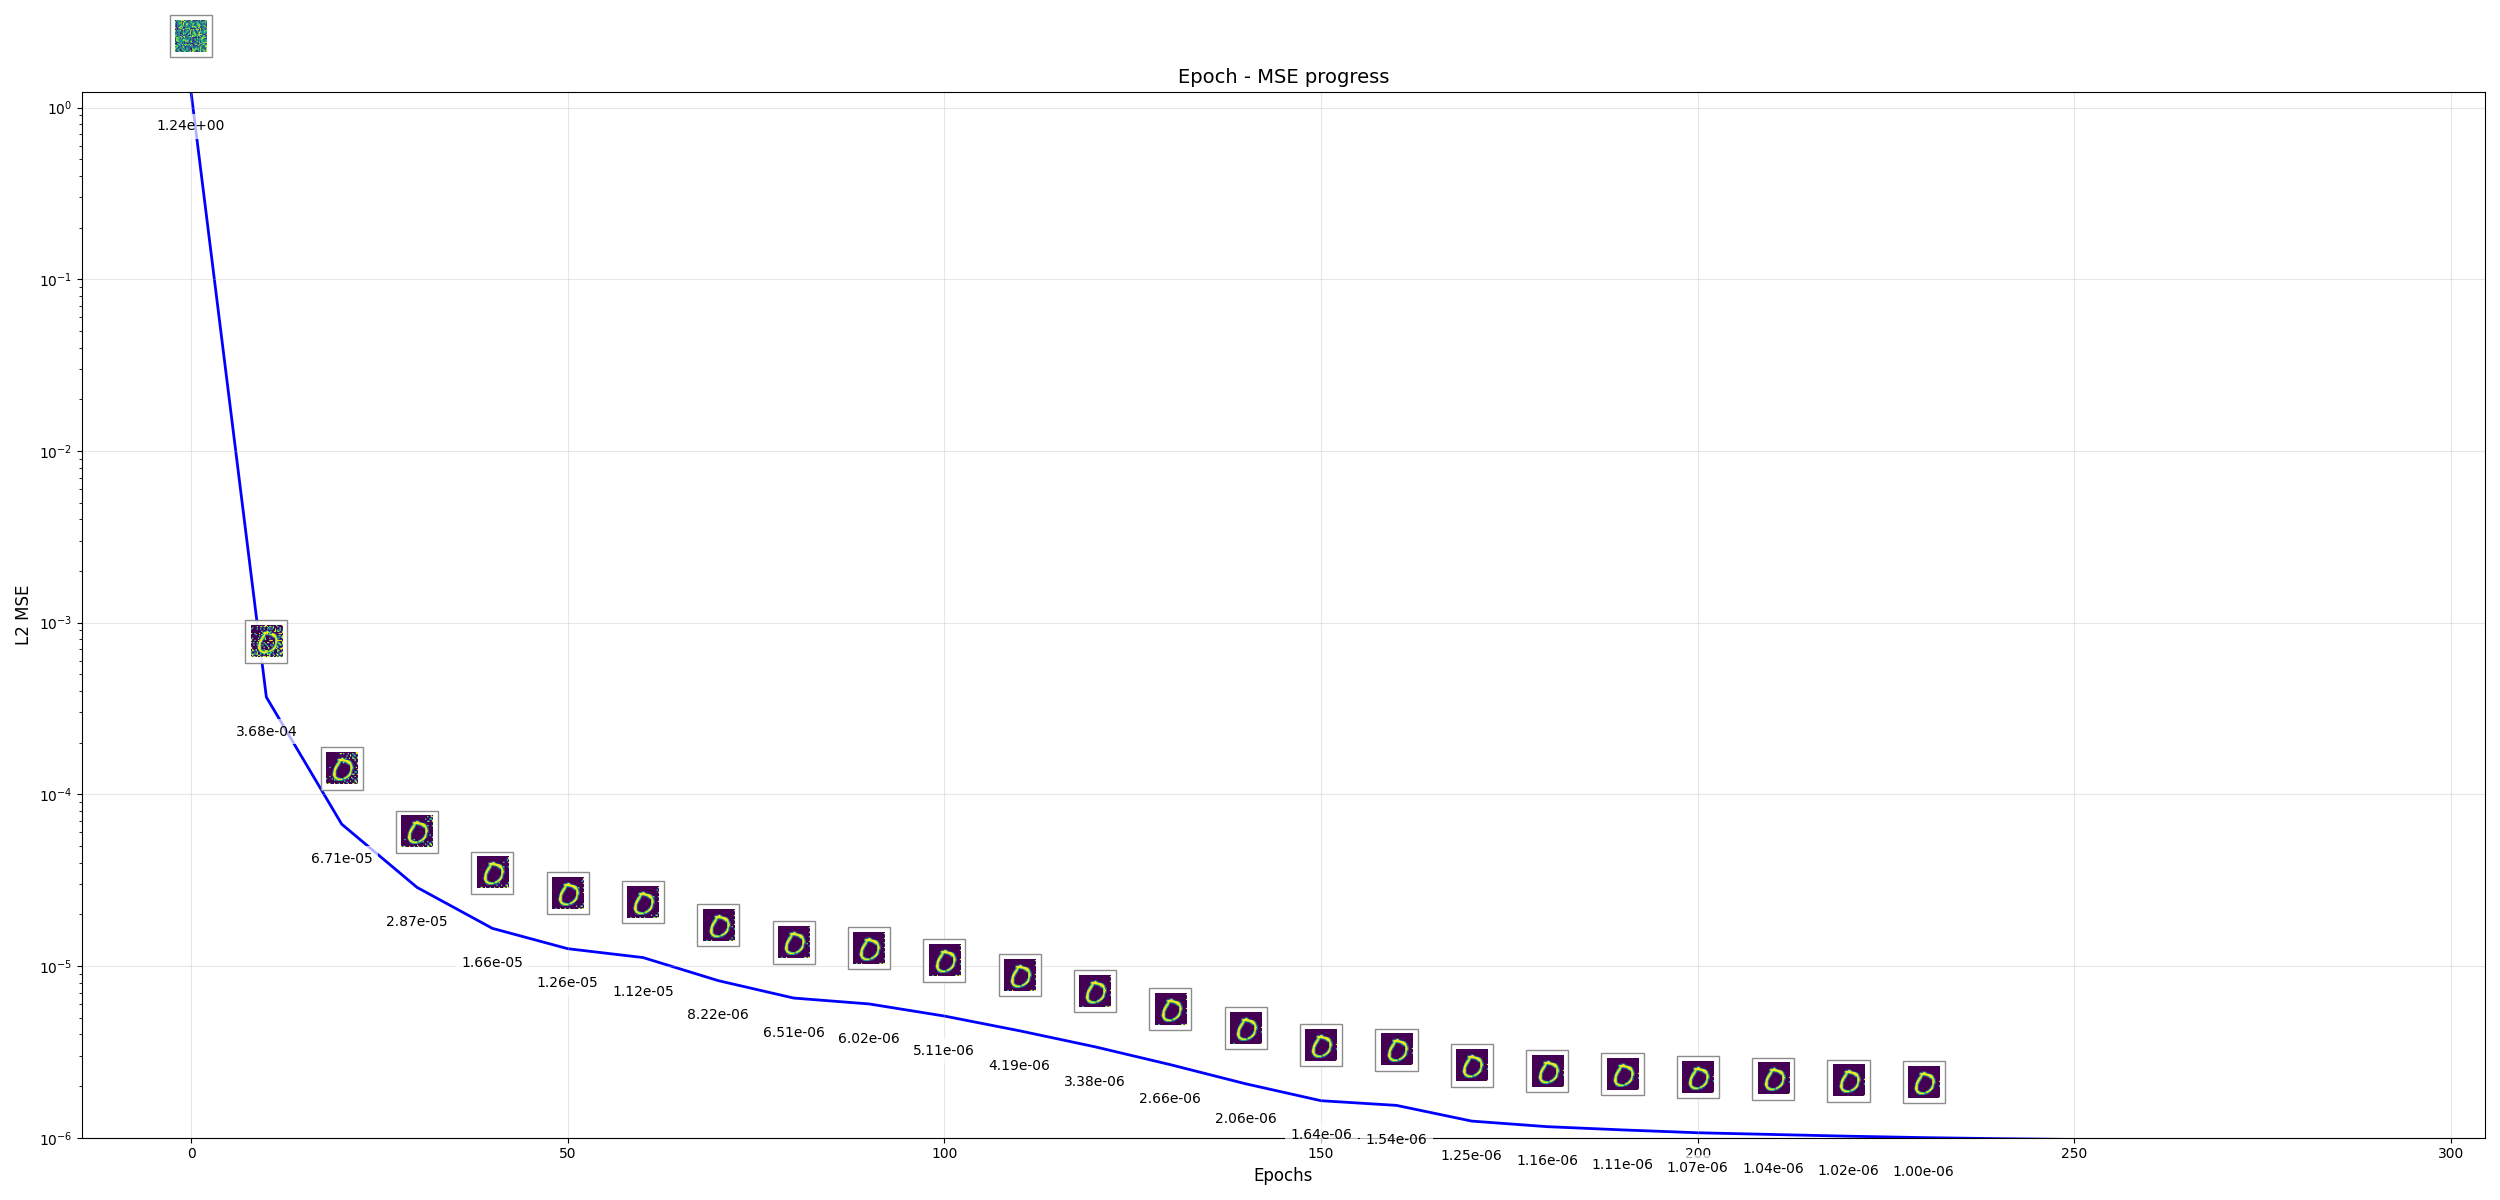 Epoch - MSE progress
10⁰
10⁻¹
10⁻²
10⁻³
10⁻⁴
10⁻⁵
10⁻⁶
L2 MSE
1.24e+00
3.68e-04
6.71e-05
2.87e-05
1.66e-05
1.26e-05
1.12e-05
8.22e-06
6.51e-06
6.02e-06
5.11e-06
4.19e-06
3.38e-06
2.66e-06
2.06e-06
1.64e-06
1.54e-06
1.25e-06
1.16e-06
1.11e-06
1.07e-06
1.04e-06
1.02e-06
1.00e-06
0 50 100 150 200 250 300
Epochs